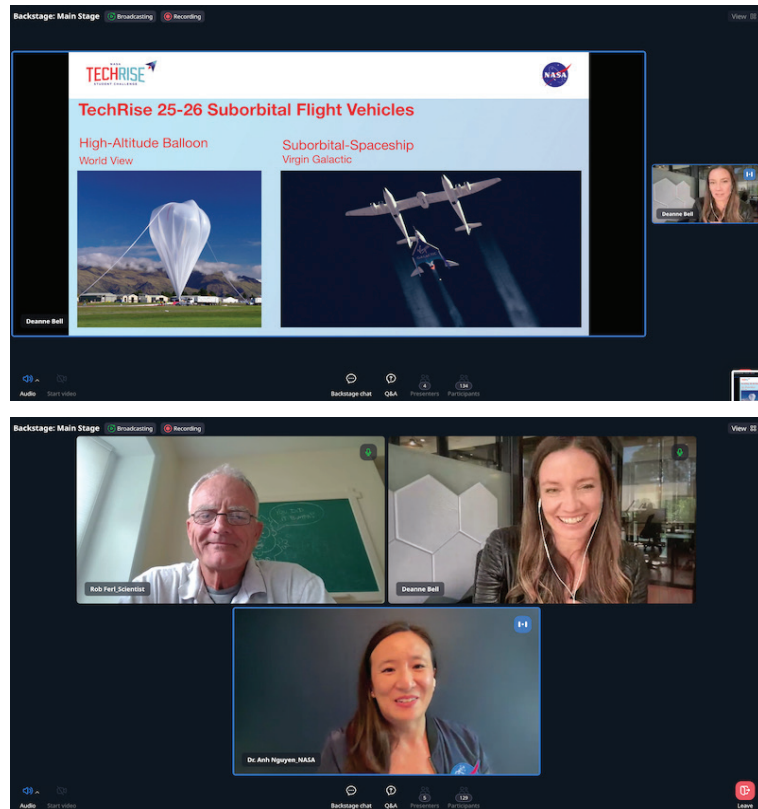 Backstage: Main Stage Broadcasting Recording View
NASA
TECHRISE
STUDENT CHALLENGE
NASA
TechRise 25-26 Suborbital Flight Vehicles
High-Altitude Balloon
World View
Suborbital-Spaceship
Virgin Galactic
Deanne Bell
Deanne Bell
4 134
Audio Start video Backstage chat Q&A Presenters Participants
Backstage: Main Stage Broadcasting Recording View
Rob Ferl_Scientist
Deanne Bell
Dr. Anh Nguyen_NASA
5 129
Audio Start video Backstage chat Q&A Presenters Participants Leave